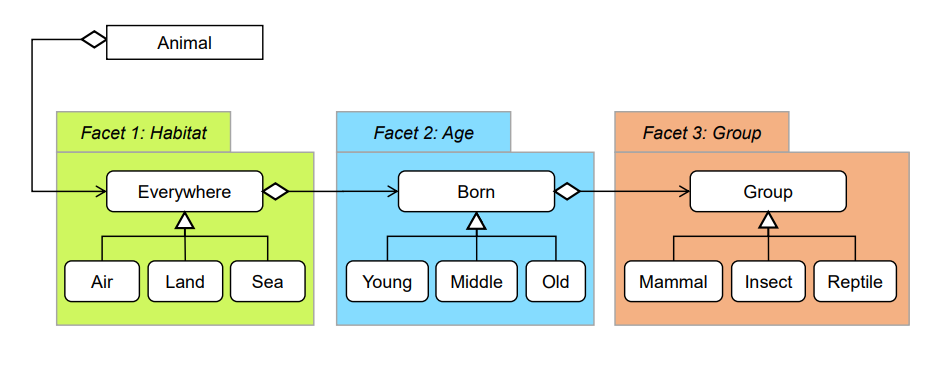 Animal
Facet 1: Habitat
Facet 2: Age
Facet 3: Group
Everywhere
Born
Group
Air
Land
Sea
Young
Middle
Old
Mammal
Insect
Reptile